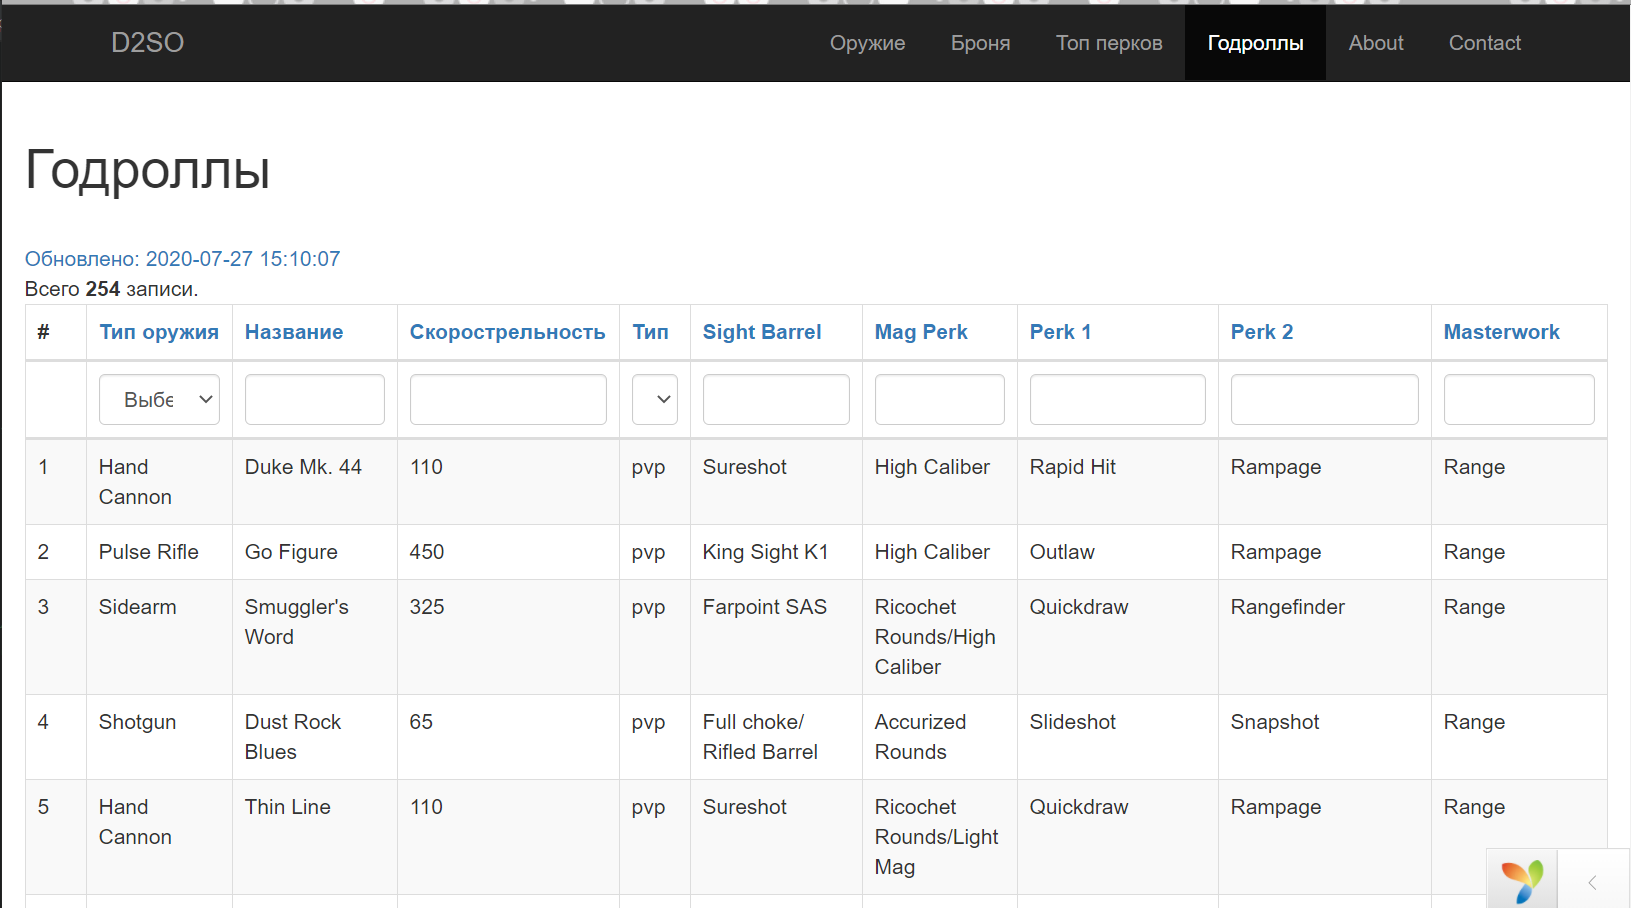 D2SO Оружие Броня Топ перков Годроллы About Contact
Годроллы
Обновлено: 2020-07-27 15:10:07
Всего 254 записи.
# Тип оружия Название Скорострельность Тип Sight Barrel Mag Perk Perk 1 Perk 2 Masterwork
Выбе
1 Hand Duke Mk. 44 110 pvp Sureshot High Caliber Rapid Hit Rampage Range
Cannon
2 Pulse Rifle Go Figure 450 pvp King Sight K1 High Caliber Outlaw Rampage Range
3 Sidearm Smuggler's 325 pvp Farpoint SAS Ricochet Quickdraw Rangefinder Range
Word Rounds/High
Caliber
4 Shotgun Dust Rock 65 pvp Full choke/ Accurized Slideshot Snapshot Range
Blues Rifled Barrel Rounds
5 Hand Thin Line 110 pvp Sureshot Ricochet Quickdraw Rampage Range
Cannon Rounds/Light
Mag